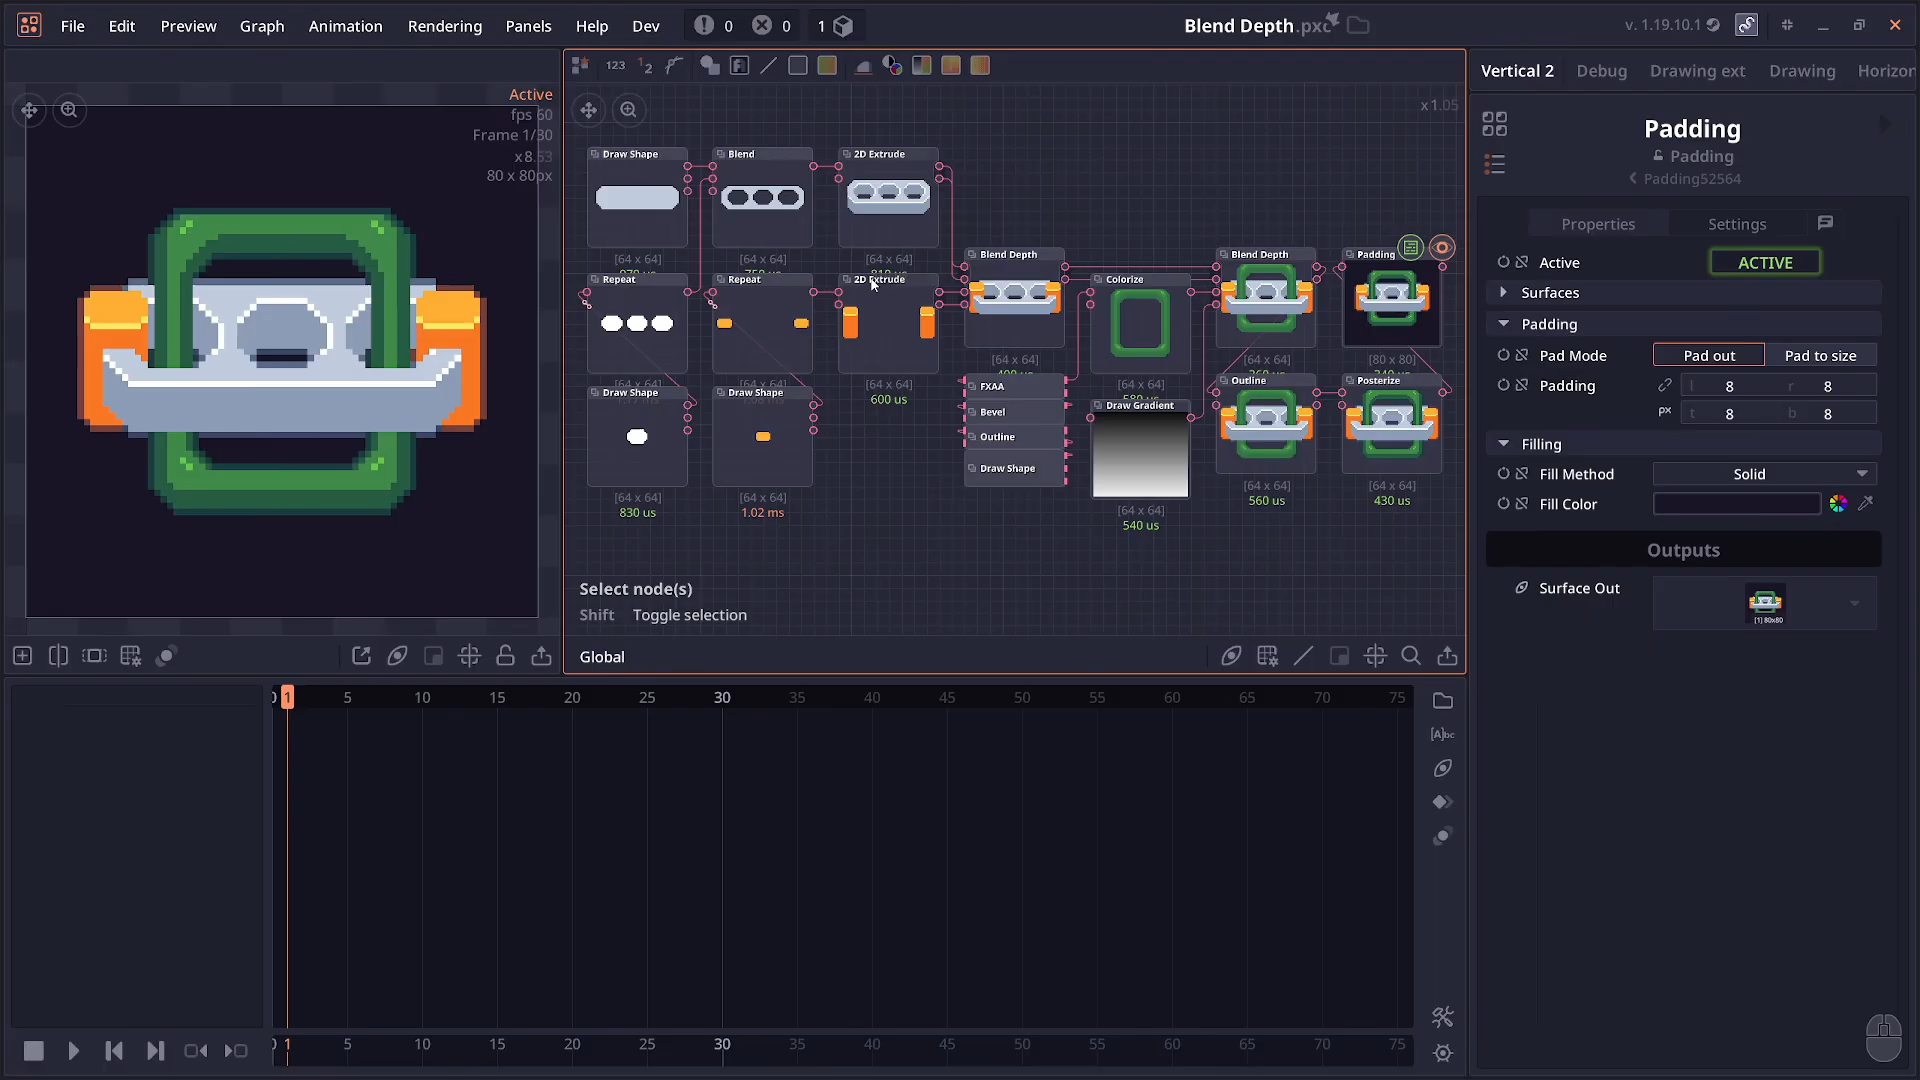 File Edit Preview Graph Animation Rendering Panels Help Dev 0 0 1 Blend Depth.pxc v. 1.19.10.1
Active
fps 60
Frame 1/30
x8.53
80 x 80px
123
x1.05
Draw Shape Blend 2D Extrude
[64 x 64]
Blend Depth Blend Depth Padding
Repeat Repeat 2D Extrude Colorize
[64 x 64] [64 x 64] [80 x 80]
Draw Shape Draw Shape [64 x 64] 600 us
FXAA [64 x 64] Outline Posterize
Bevel Draw Gradient
Outline
Draw Shape
[64 x 64] [64 x 64] [64 x 64] [64 x 64]
830 us 1.02 ms 560 us 430 us
[64 x 64]
540 us
Select node(s)
Shift Toggle selection
Global
Vertical 2 Debug Drawing ext Drawing Horizon
Padding
Padding
Padding52564
Properties Settings
Active ACTIVE
Surfaces
Padding
Pad Mode Pad out Pad to size
Padding l 8 r 8
px t 8 b 8
Filling
Fill Method Solid
Fill Color
Outputs
Surface Out
[1] 80x80
1 5 10 15 20 25 30 35 40 45 50 55 60 65 70 75
[A]bc
1 5 10 15 20 25 30 35 40 45 50 55 60 65 70 75